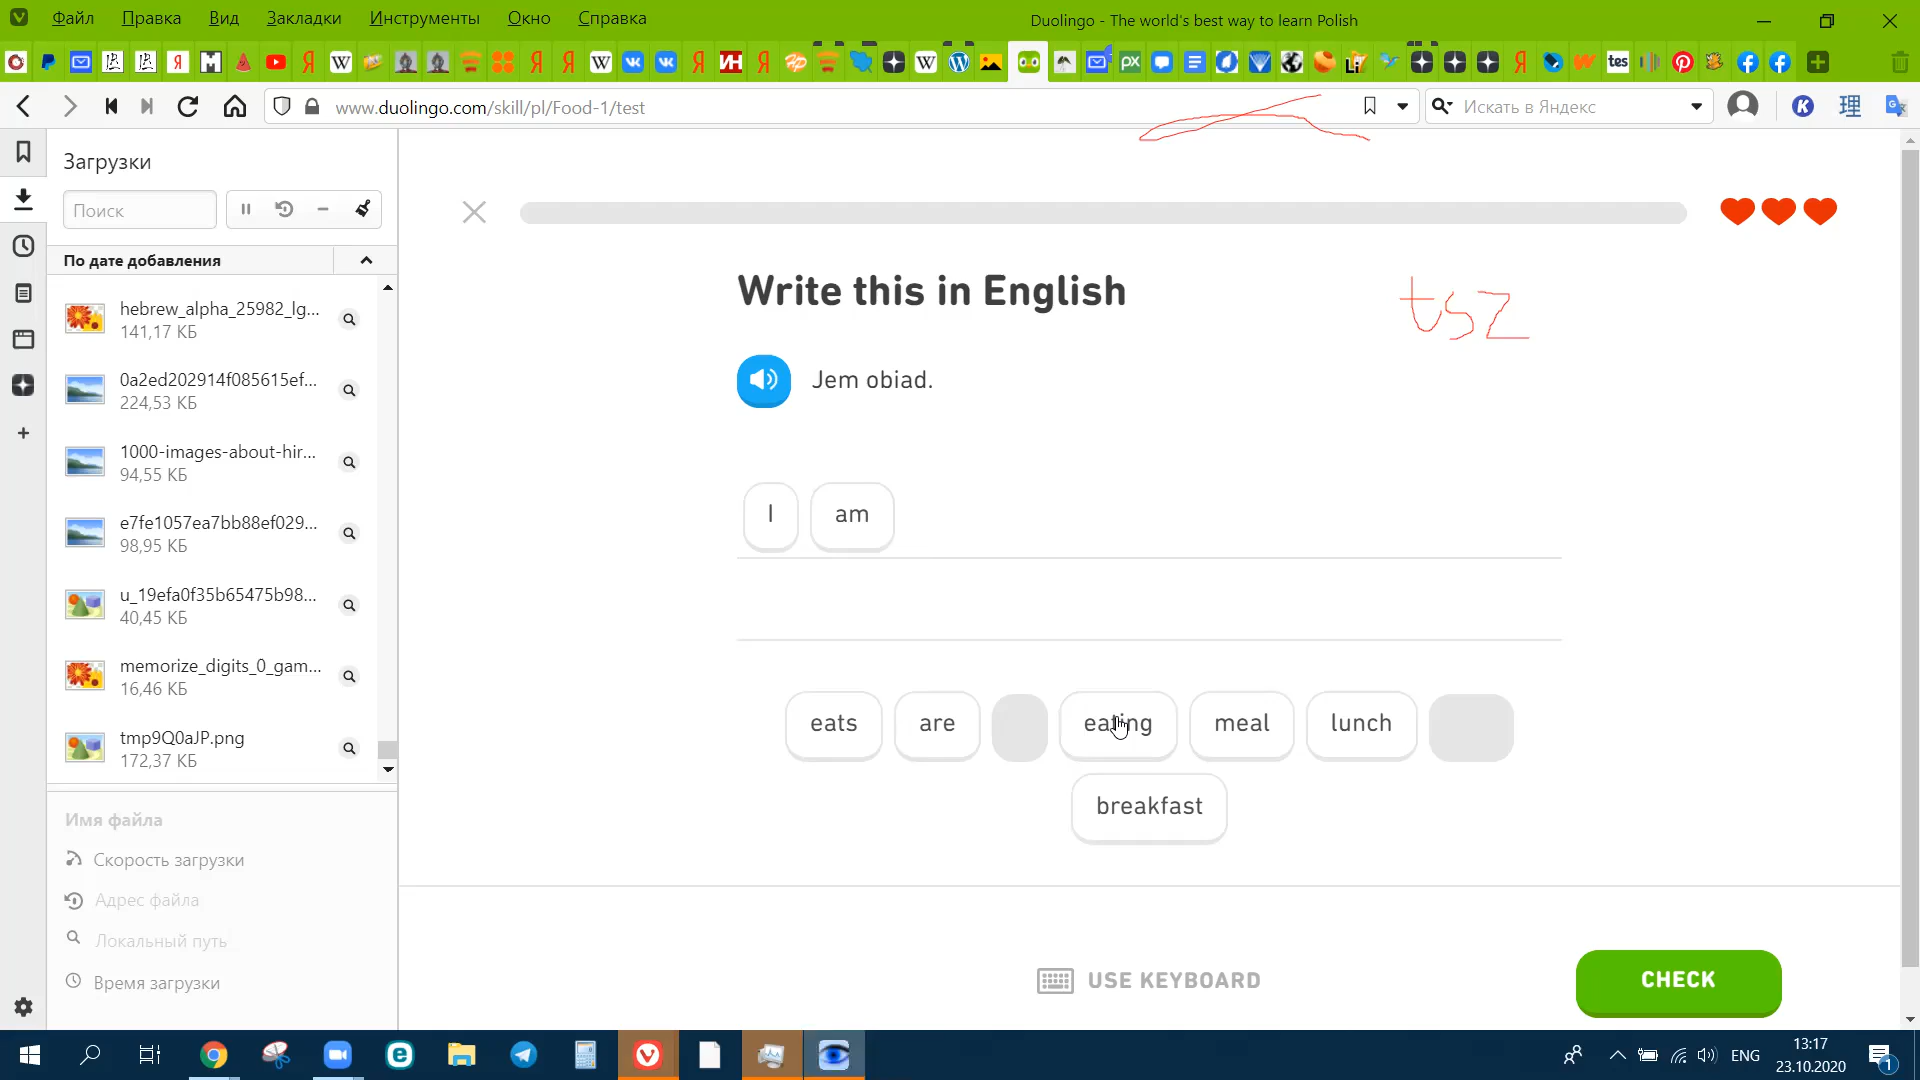 Файл Правка Вид Закладки Инструменты Окно Справка
Duolingo - The world's best way to learn Polish
www.duolingo.com/skill/pl/Food-1/test
Искать в Яндекс
Загрузки
Поиск
По дате добавления
hebrew_alpha_25982_lg...
141,17 КБ
0a2ed202914f085615ef...
224,53 КБ
1000-images-about-hir...
94,55 КБ
e7fe1057ea7bb88ef029...
98,95 КБ
u_19efa0f35b65475b98...
40,45 КБ
memorize_digits_0_gam...
16,46 КБ
tmp9Q0aJP.png
172,37 КБ
Имя файла
Скорость загрузки
Адрес файла
Локальный путь
Время загрузки
Write this in English
tsz
Jem obiad.
I am
eats are eating meal lunch
breakfast
USE KEYBOARD
CHECK
ENG
13:17
23.10.2020
1